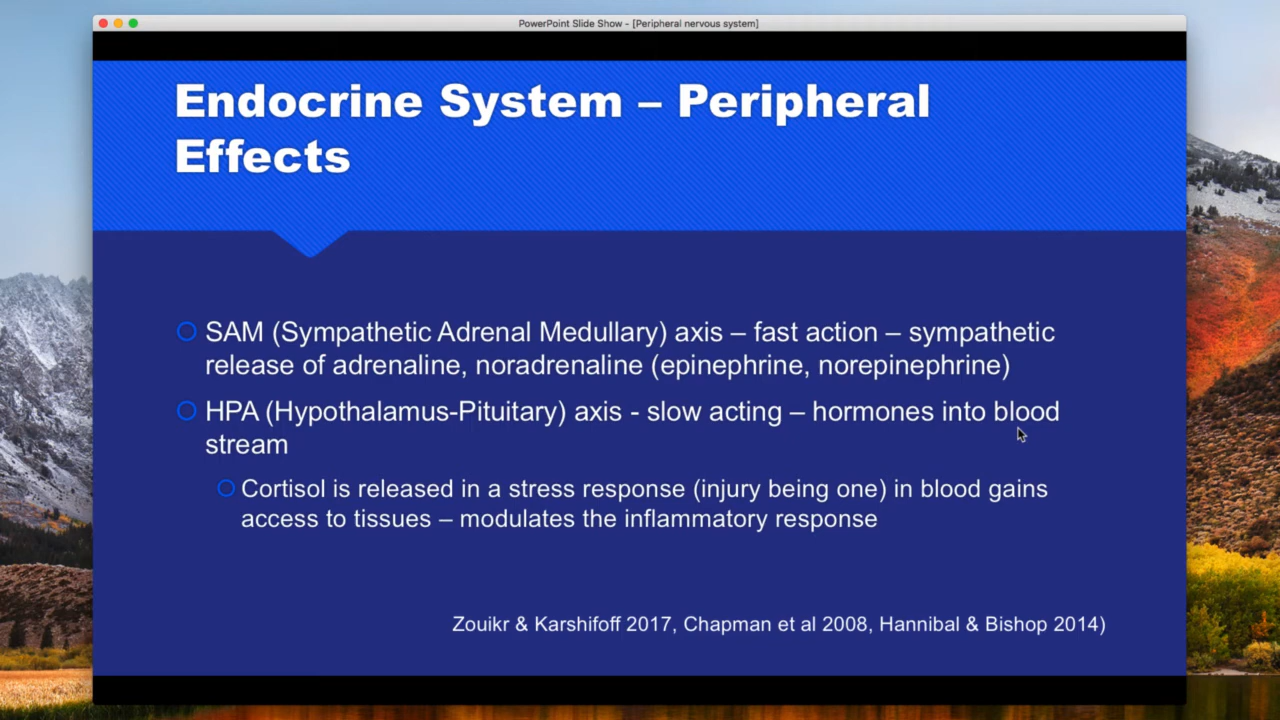 PowerPoint Slide Show - [Peripheral nervous system]
Endocrine System – Peripheral
Effects
SAM (Sympathetic Adrenal Medullary) axis – fast action – sympathetic
release of adrenaline, noradrenaline (epinephrine, norepinephrine)
HPA (Hypothalamus-Pituitary) axis - slow acting – hormones into blood
stream
Cortisol is released in a stress response (injury being one) in blood gains
access to tissues – modulates the inflammatory response
Zouikr & Karshifoff 2017, Chapman et al 2008, Hannibal & Bishop 2014)